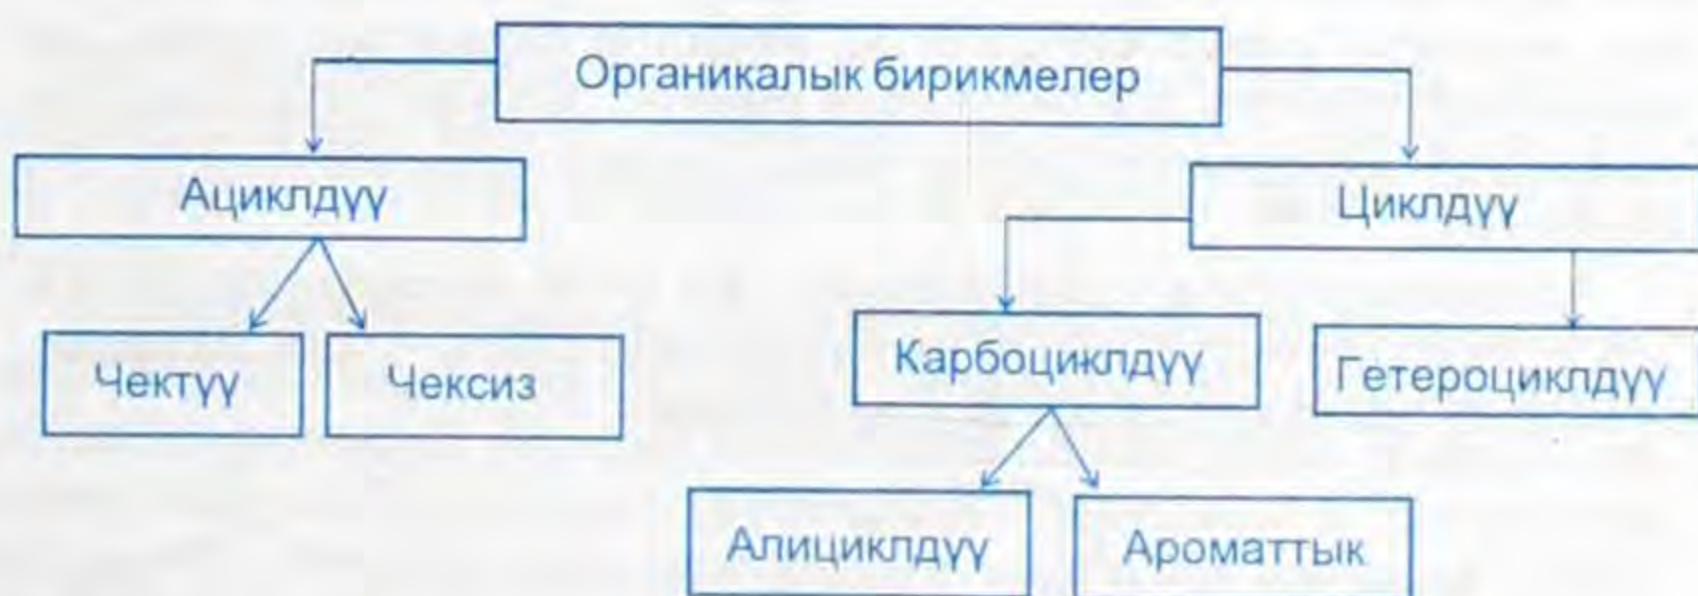 Органикалык бирикмелер
Ациклдүү
Циклдүү
Чектүү
Чексиз
Карбоциклдүү
Гетероциклдүү
Алициклдүү
Ароматтык